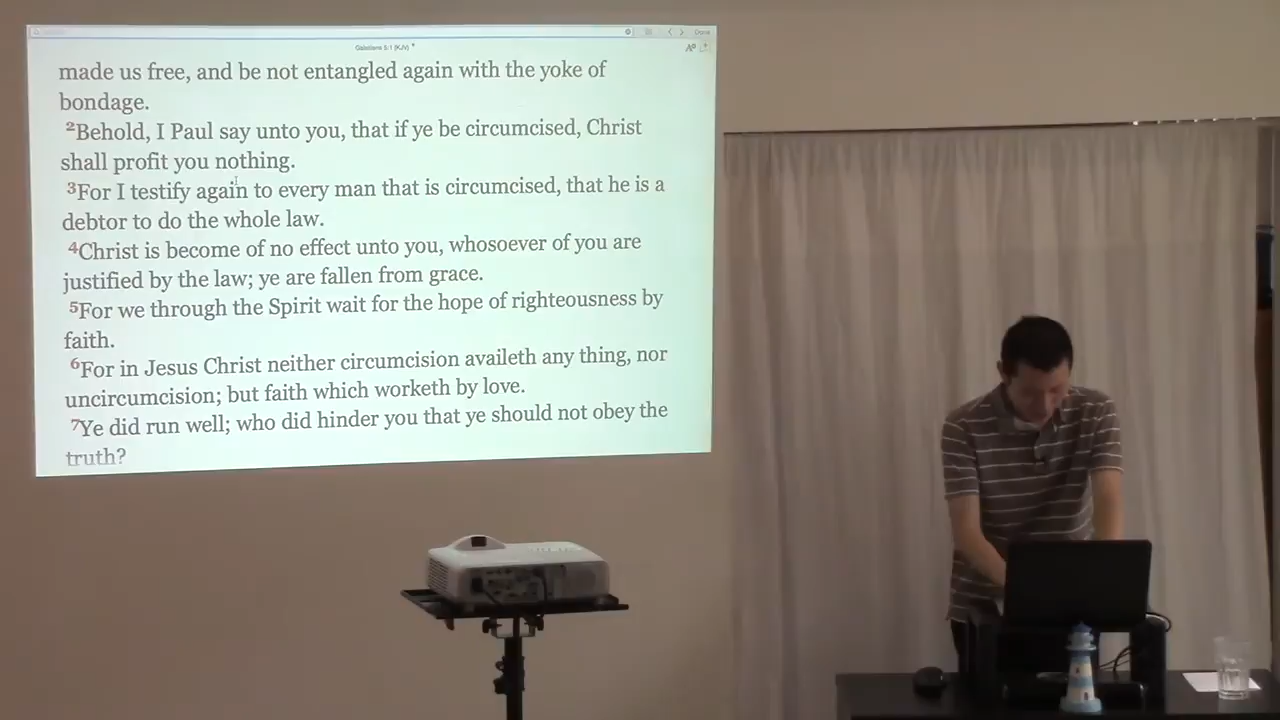 Done
Galatians 5:1 (KJV)
made us free, and be not entangled again with the yoke of
bondage.
2Behold, I Paul say unto you, that if ye be circumcised, Christ
shall profit you nothing.
3For I testify again to every man that is circumcised, that he is a
debtor to do the whole law.
4Christ is become of no effect unto you, whosoever of you are
justified by the law; ye are fallen from grace.
5For we through the Spirit wait for the hope of righteousness by
faith.
6For in Jesus Christ neither circumcision availeth any thing, nor
uncircumcision; but faith which worketh by love.
7Ye did run well; who did hinder you that ye should not obey the
truth?